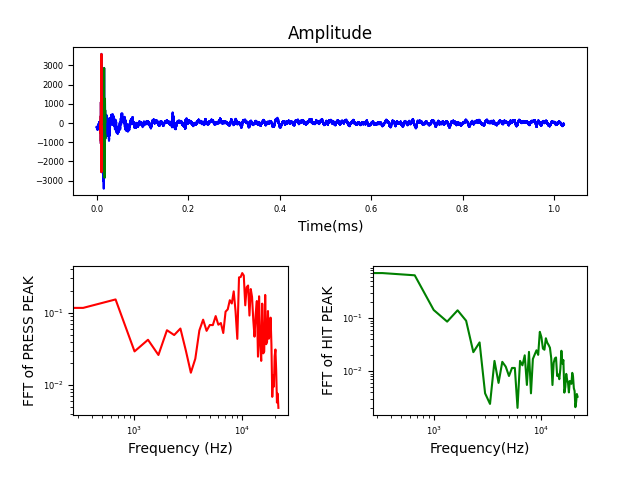 Amplitude
3000
2000
1000
0
−1000
−2000
−3000
0.0 0.2 0.4 0.6 0.8 1.0
Time(ms)
FFT of PRESS PEAK
10⁻¹
10⁻²
10³ 10⁴
Frequency (Hz)
FFT of HIT PEAK
10⁻¹
10⁻²
10³ 10⁴
Frequency(Hz)